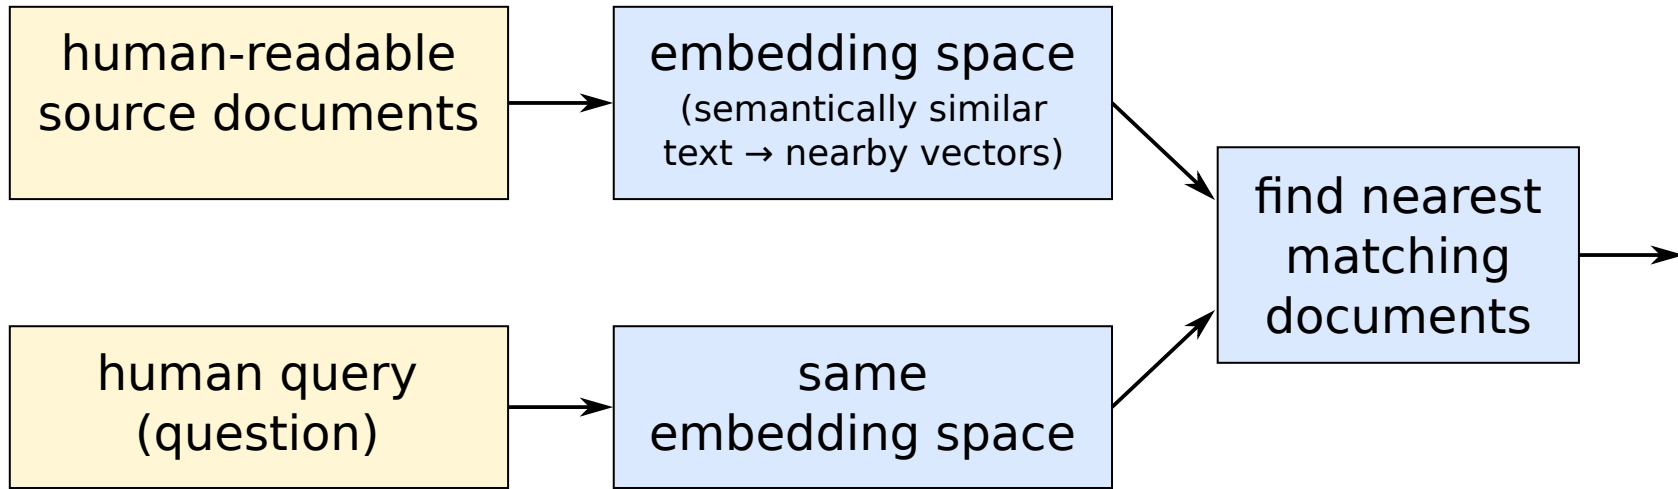 human-readable
source documents
embedding space
(semantically similar
text → nearby vectors)
find nearest
matching
documents
human query
(question)
same
embedding space